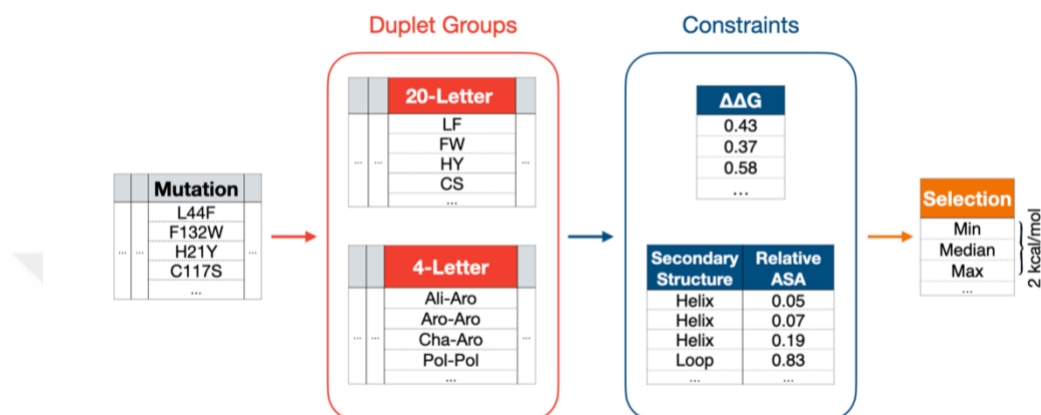 Duplet Groups
Constraints
Mutation
L44F
F132W
H21Y
C117S
...
... ...
...
20-Letter
LF
FW
HY
CS
...
... ...
...
4-Letter
Ali-Aro
Aro-Aro
Cha-Aro
Pol-Pol
...
... ...
...
ΔΔG
0.43
0.37
0.58
...
Secondary Structure Relative ASA
Helix 0.05
Helix 0.07
Helix 0.19
Loop 0.83
... ...
Selection
Min
Median
Max
...
2 kcal/mol